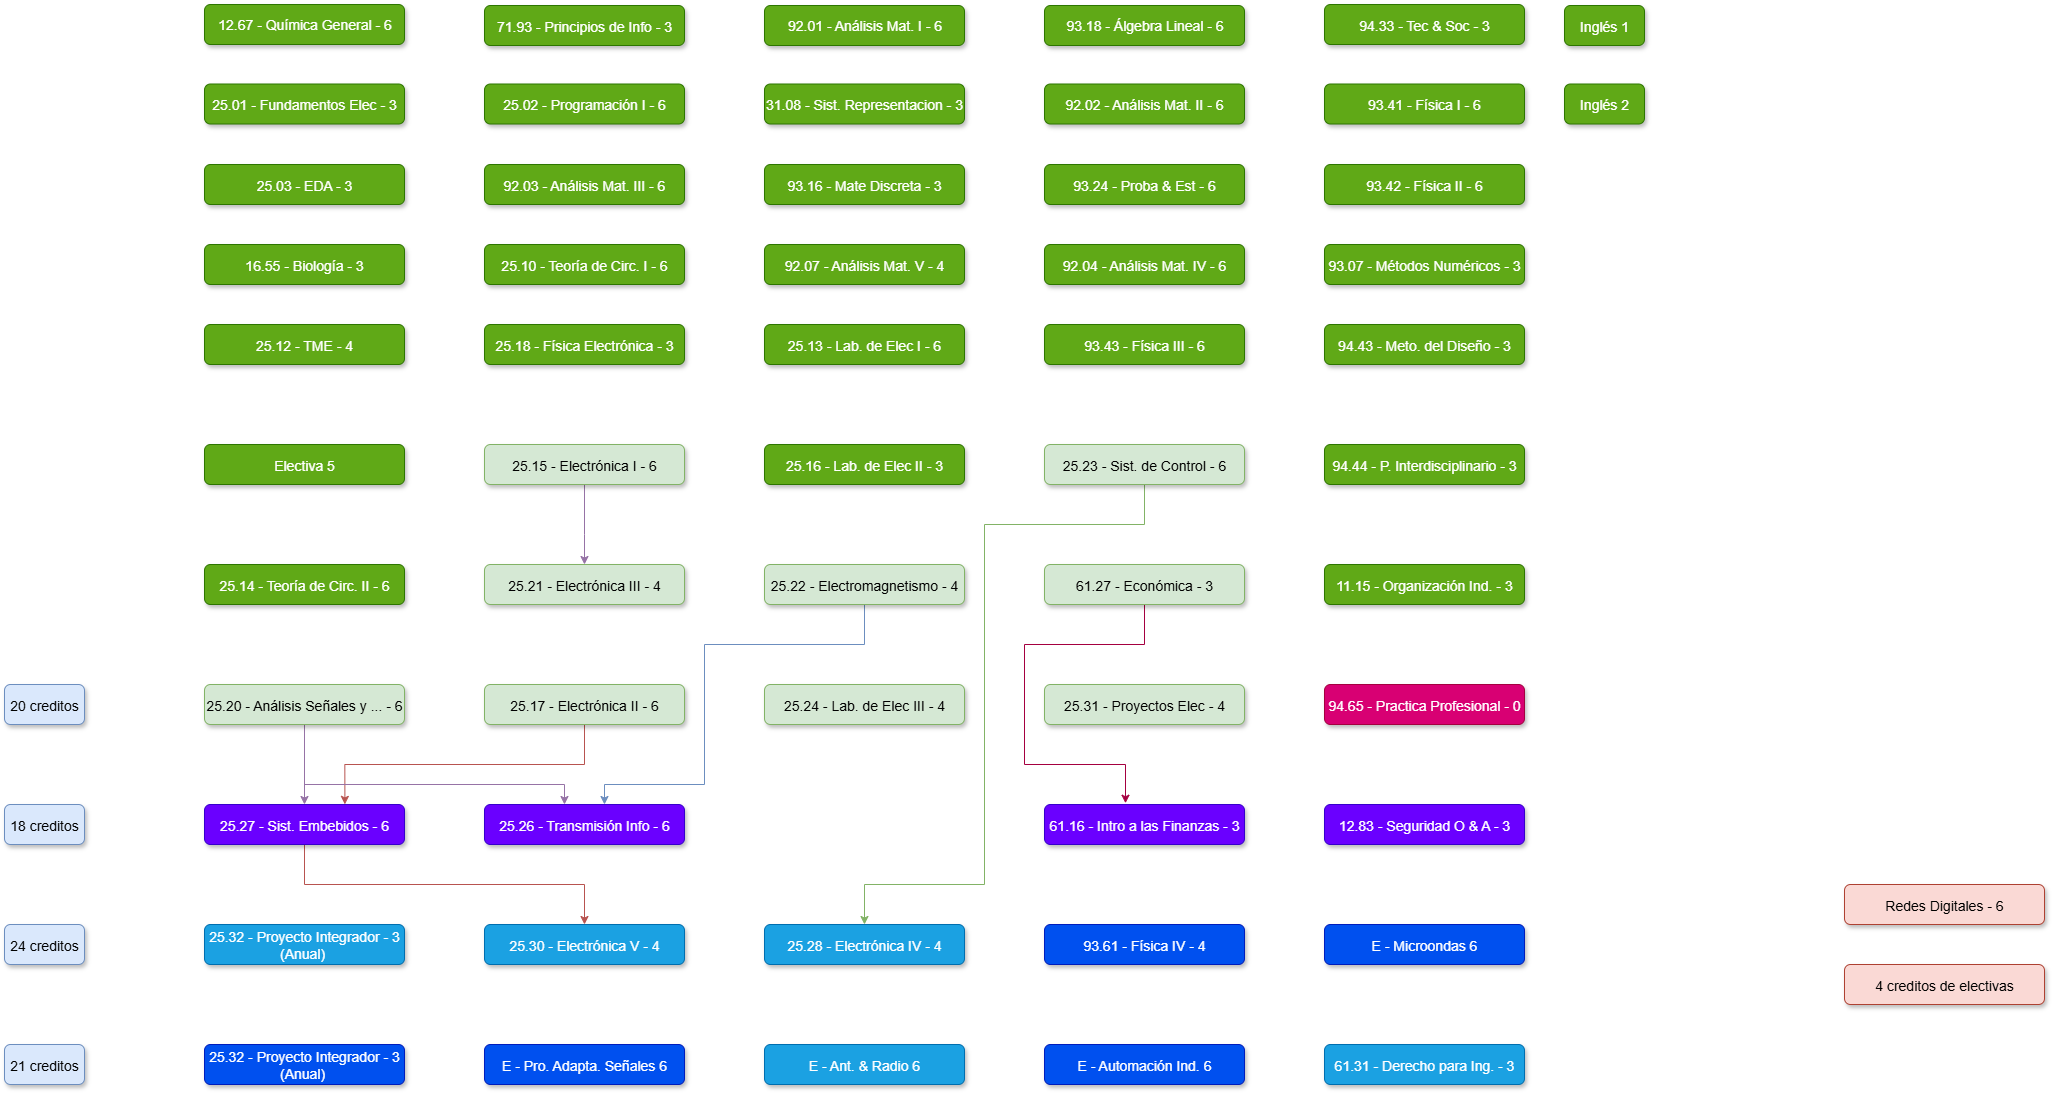 12.67 - Química General - 6
71.93 - Principios de Info - 3
92.01 - Análisis Mat. I - 6
93.18 - Álgebra Lineal - 6
94.33 - Tec & Soc - 3
Inglés 1
25.01 - Fundamentos Elec - 3
25.02 - Programación I - 6
31.08 - Sist. Representacion - 3
92.02 - Análisis Mat. II - 6
93.41 - Física I - 6
Inglés 2
25.03 - EDA - 3
92.03 - Análisis Mat. III - 6
93.16 - Mate Discreta - 3
93.24 - Proba & Est - 6
93.42 - Física II - 6
16.55 - Biología - 3
25.10 - Teoría de Circ. I - 6
92.07 - Análisis Mat. V - 4
92.04 - Análisis Mat. IV - 6
93.07 - Métodos Numéricos - 3
25.12 - TME - 4
25.18 - Física Electrónica - 3
25.13 - Lab. de Elec I - 6
93.43 - Física III - 6
94.43 - Meto. del Diseño - 3
Electiva 5
25.15 - Electrónica I - 6
25.16 - Lab. de Elec II - 3
25.23 - Sist. de Control - 6
94.44 - P. Interdisciplinario - 3
25.14 - Teoría de Circ. II - 6
25.21 - Electrónica III - 4
25.22 - Electromagnetismo - 4
61.27 - Económica - 3
11.15 - Organización Ind. - 3
20 creditos
25.20 - Análisis Señales y ... - 6
25.17 - Electrónica II - 6
25.24 - Lab. de Elec III - 4
25.31 - Proyectos Elec - 4
94.65 - Practica Profesional - 0
18 creditos
25.27 - Sist. Embebidos - 6
25.26 - Transmisión Info - 6
61.16 - Intro a las Finanzas - 3
12.83 - Seguridad O & A - 3
Redes Digitales - 6
24 creditos
25.32 - Proyecto Integrador - 3
(Anual)
25.30 - Electrónica V - 4
25.28 - Electrónica IV - 4
93.61 - Física IV - 4
E - Microondas 6
4 creditos de electivas
21 creditos
25.32 - Proyecto Integrador - 3
(Anual)
E - Pro. Adapta. Señales 6
E - Ant. & Radio 6
E - Automación Ind. 6
61.31 - Derecho para Ing. - 3